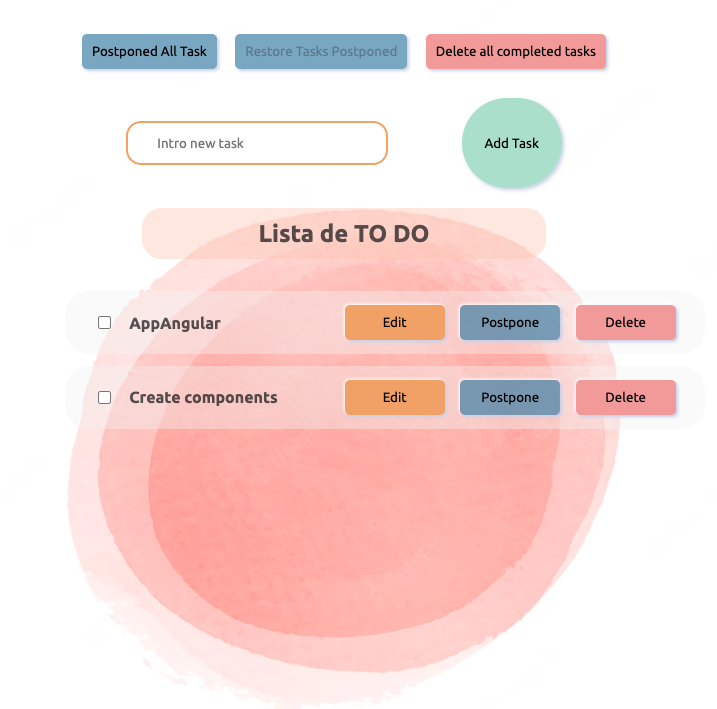 Postponed All Task Restore Tasks Postponed Delete all completed tasks
Intro new task Add Task
Lista de TO DO
AppAngular Edit Postpone Delete
Create components Edit Postpone Delete